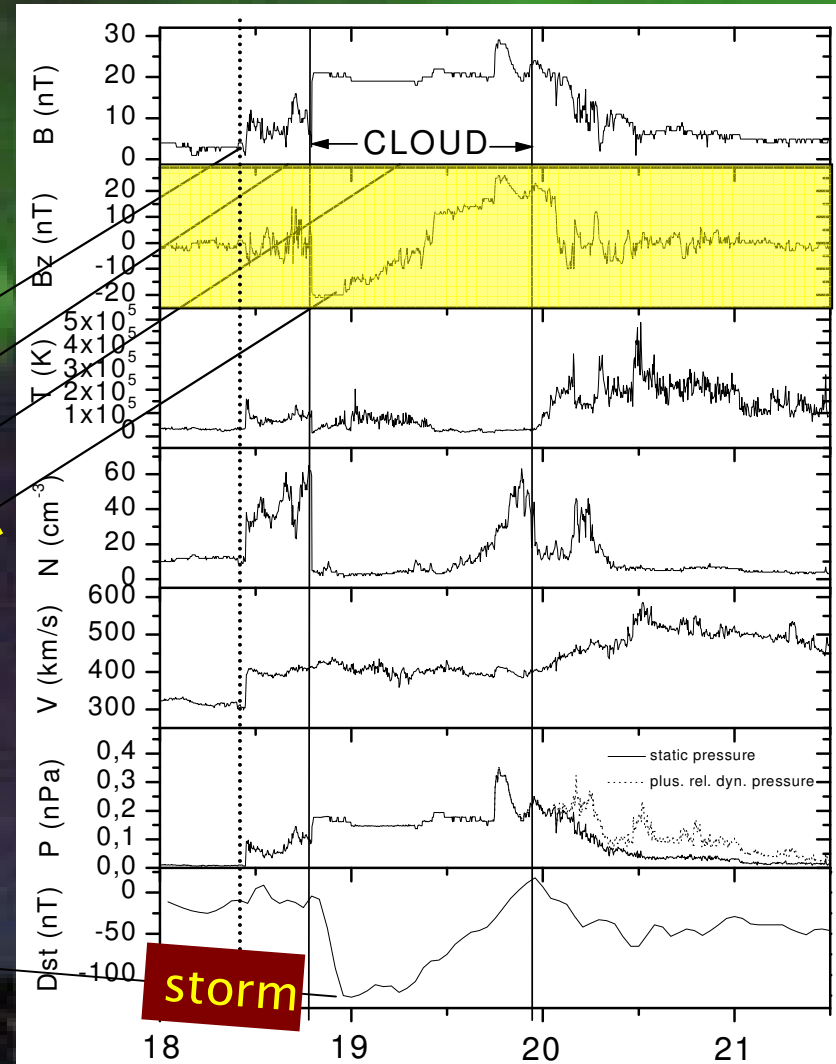 30
20
10
0
B (nT)
CLOUD
20
10
0
-10
-20
Bz (nT)
5x10^5
4x10^5
3x10^5
2x10^5
1x10^5
0
T (K)
60
40
20
0
N (cm^-3)
600
500
400
300
V (km/s)
0,4
0,3
0,2
0,1
0,0
P (nPa)
static pressure
plus. rel. dyn. pressure
0
-50
-100
Dst (nT)
storm
18 19 20 21